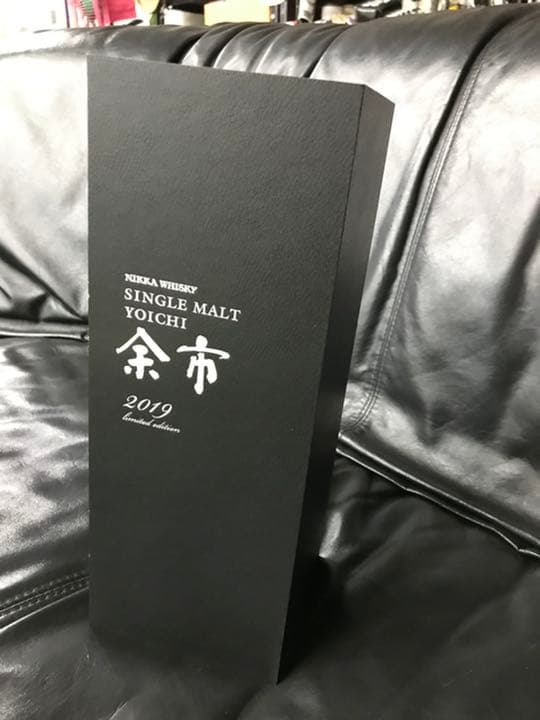 NIKKA WHISKY
SINGLE MALT
YOICHI
余市
2019
limited edition